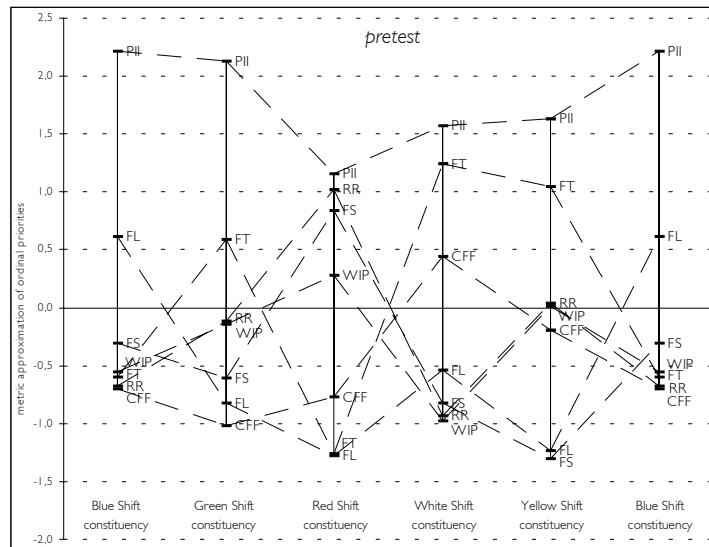 pretest
metric approximation of ordinal priorities
2,5
2,0
1,5
1,0
0,5
0,0
-0,5
-1,0
-1,5
-2,0
PII
FL
FS
WIP
FT
RR
CFF
PII
FT
RR
WIP
FS
FL
CFF
PII
RR
FS
WIP
CFF
FT
FL
PII
FT
CFF
FL
FS
RR
WIP
PII
FT
RR
WIP
CFF
FL
FS
PII
FL
FS
WIP
FT
RR
CFF
Blue Shift
constituency
Green Shift
constituency
Red Shift
constituency
White Shift
constituency
Yellow Shift
constituency
Blue Shift
constituency